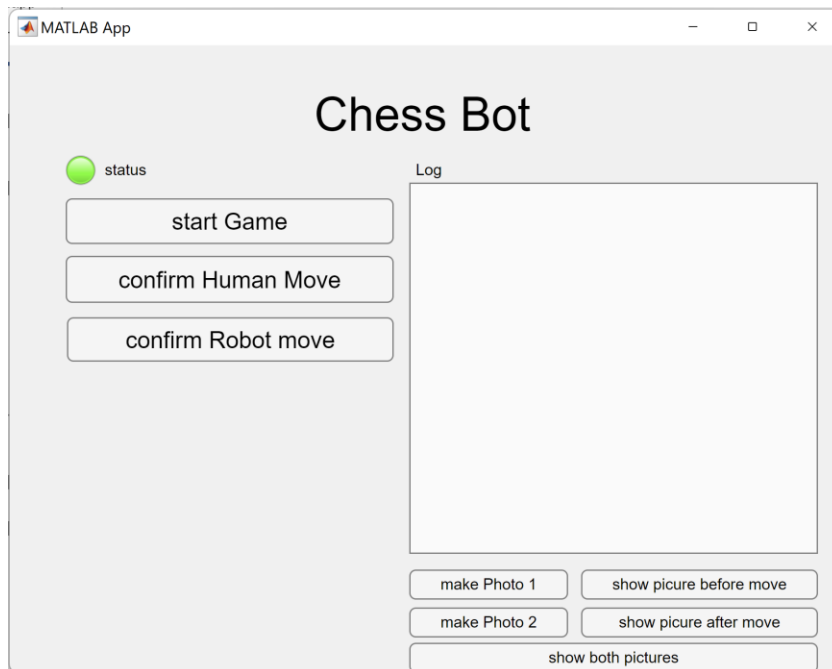 MATLAB App
Chess Bot
status
Log
start Game
confirm Human Move
confirm Robot move
make Photo 1
show picure before move
make Photo 2
show picure after move
show both pictures